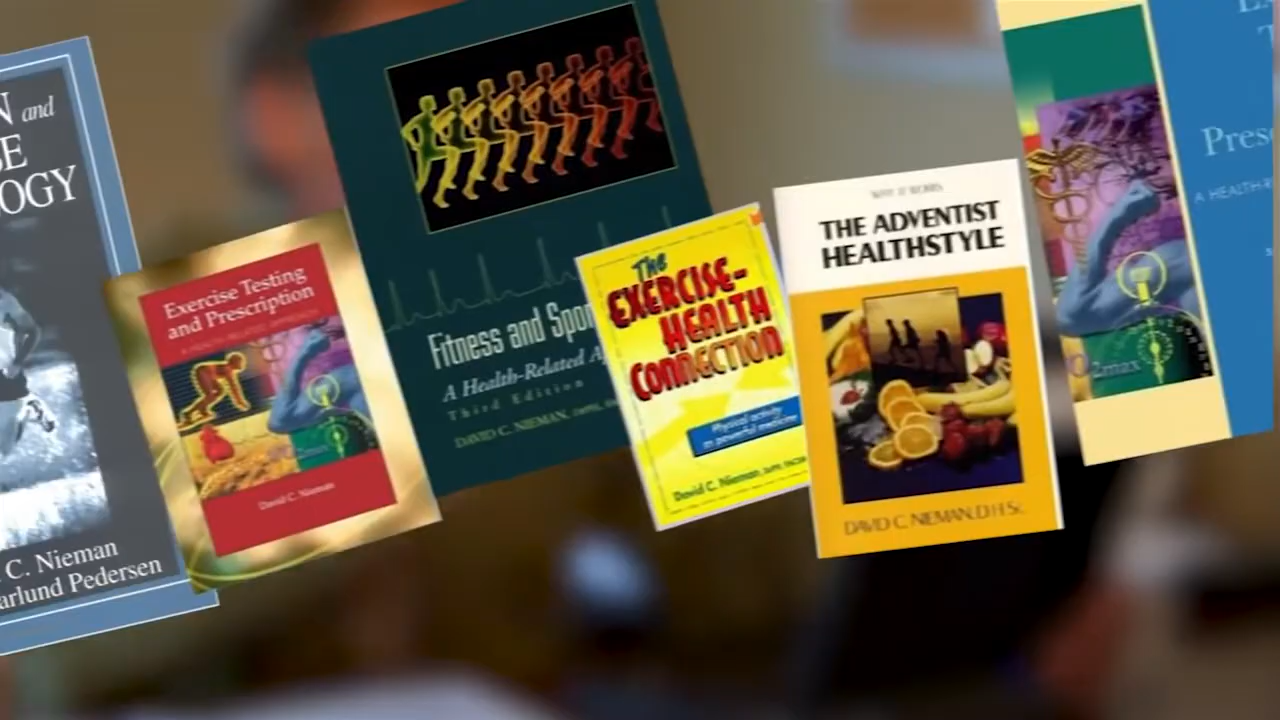 N and
SE
OGY
C. Nieman
arlund Pedersen
Exercise Testing
and Prescription
David C. Nieman
Fitness and Spor
A Health-Related A
Third Edition
DAVID C. NIEMAN,
The
EXERCISE-
HEALTH
CONNECTION
Physical activity
as powerful medicine
David C. Nieman,
WHY IT WORKS
THE ADVENTIST
HEALTHSTYLE
DAVID C. NIEMAN, D.H.Sc.
O2max
Preso
A HEALTH-R